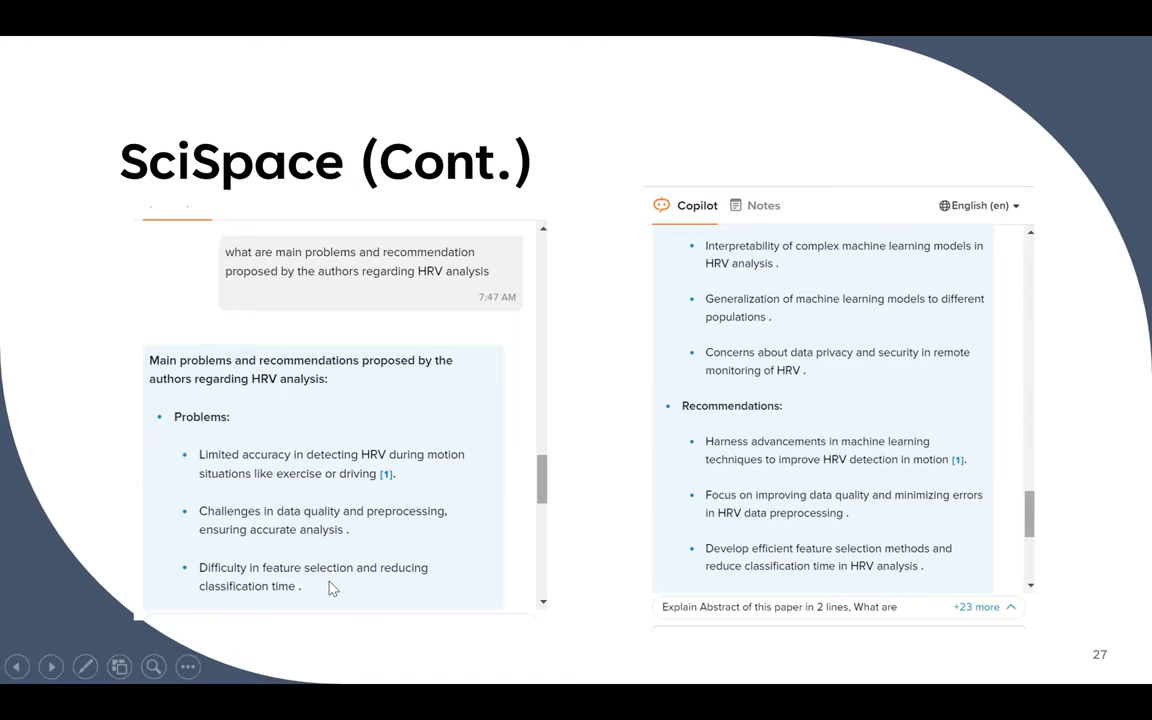 SciSpace (Cont.)
what are main problems and recommendation
proposed by the authors regarding HRV analysis
7:47 AM
Main problems and recommendations proposed by the
authors regarding HRV analysis:
• Problems:
• Limited accuracy in detecting HRV during motion
situations like exercise or driving [1].
• Challenges in data quality and preprocessing,
ensuring accurate analysis .
• Difficulty in feature selection and reducing
classification time .
Copilot Notes English (en)
• Interpretability of complex machine learning models in
HRV analysis .
• Generalization of machine learning models to different
populations .
• Concerns about data privacy and security in remote
monitoring of HRV .
• Recommendations:
• Harness advancements in machine learning
techniques to improve HRV detection in motion [1].
• Focus on improving data quality and minimizing errors
in HRV data preprocessing .
• Develop efficient feature selection methods and
reduce classification time in HRV analysis .
Explain Abstract of this paper in 2 lines, What are +23 more
27